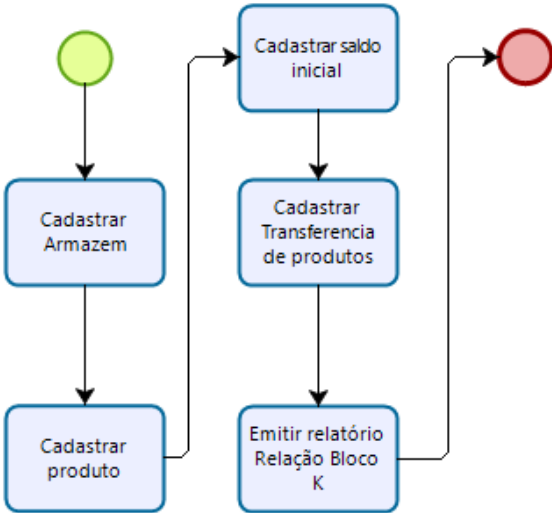 Cadastrar
Armazem
Cadastrar
produto
Cadastrar saldo
inicial
Cadastrar
Transferencia
de produtos
Emitir relatório
Relação Bloco
K